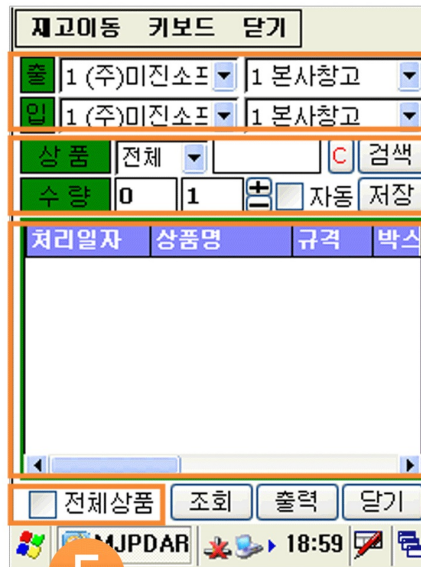 재고이동 키보드 닫기
출 1 (주)미진소프 1 본사창고
입 1 (주)미진소프 1 본사창고
상 품 전체 C 검색
수 량 0 1 ± 자동 저장
처리일자 상품명 규격 박스
전체상품 조회 출력 닫기
MJPDAR 18:59